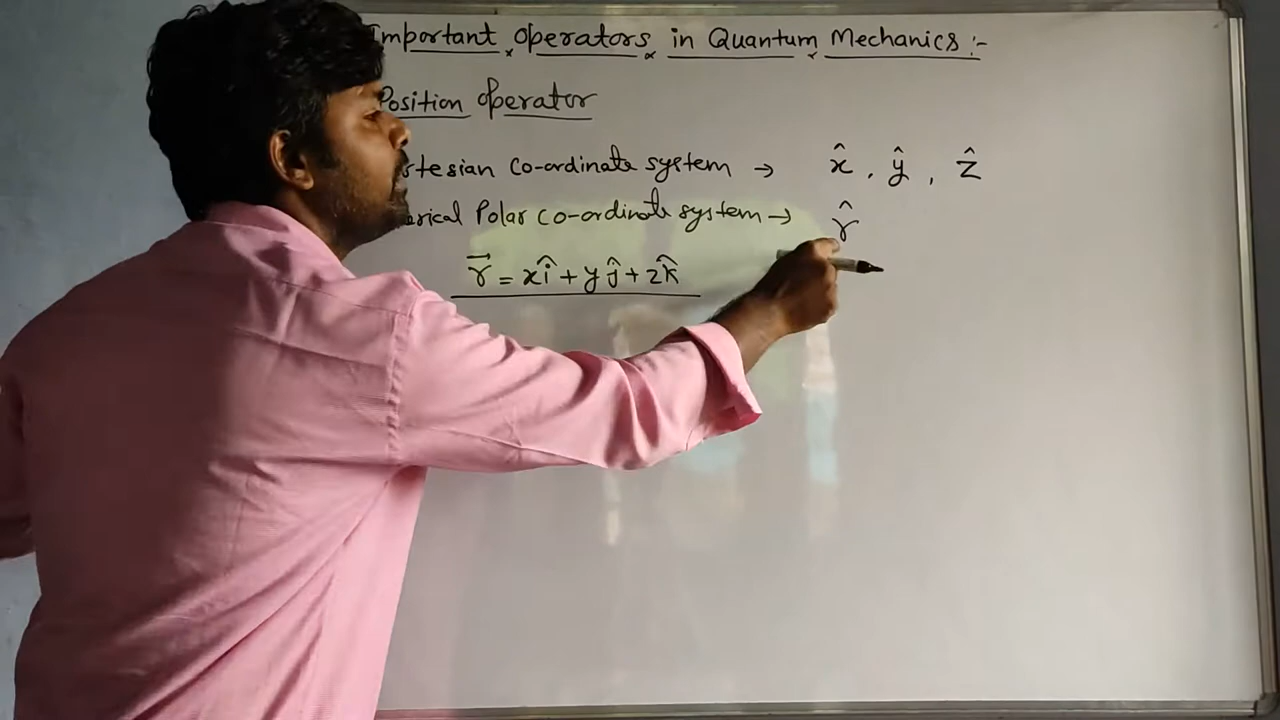 Important operators in Quantum Mechanics :-
Position operator
rtesian Co-ordinate system → x̂ , ŷ , ẑ
erical Polar co-ordinate system → r̂
r⃗ = xî + yĵ + zk̂